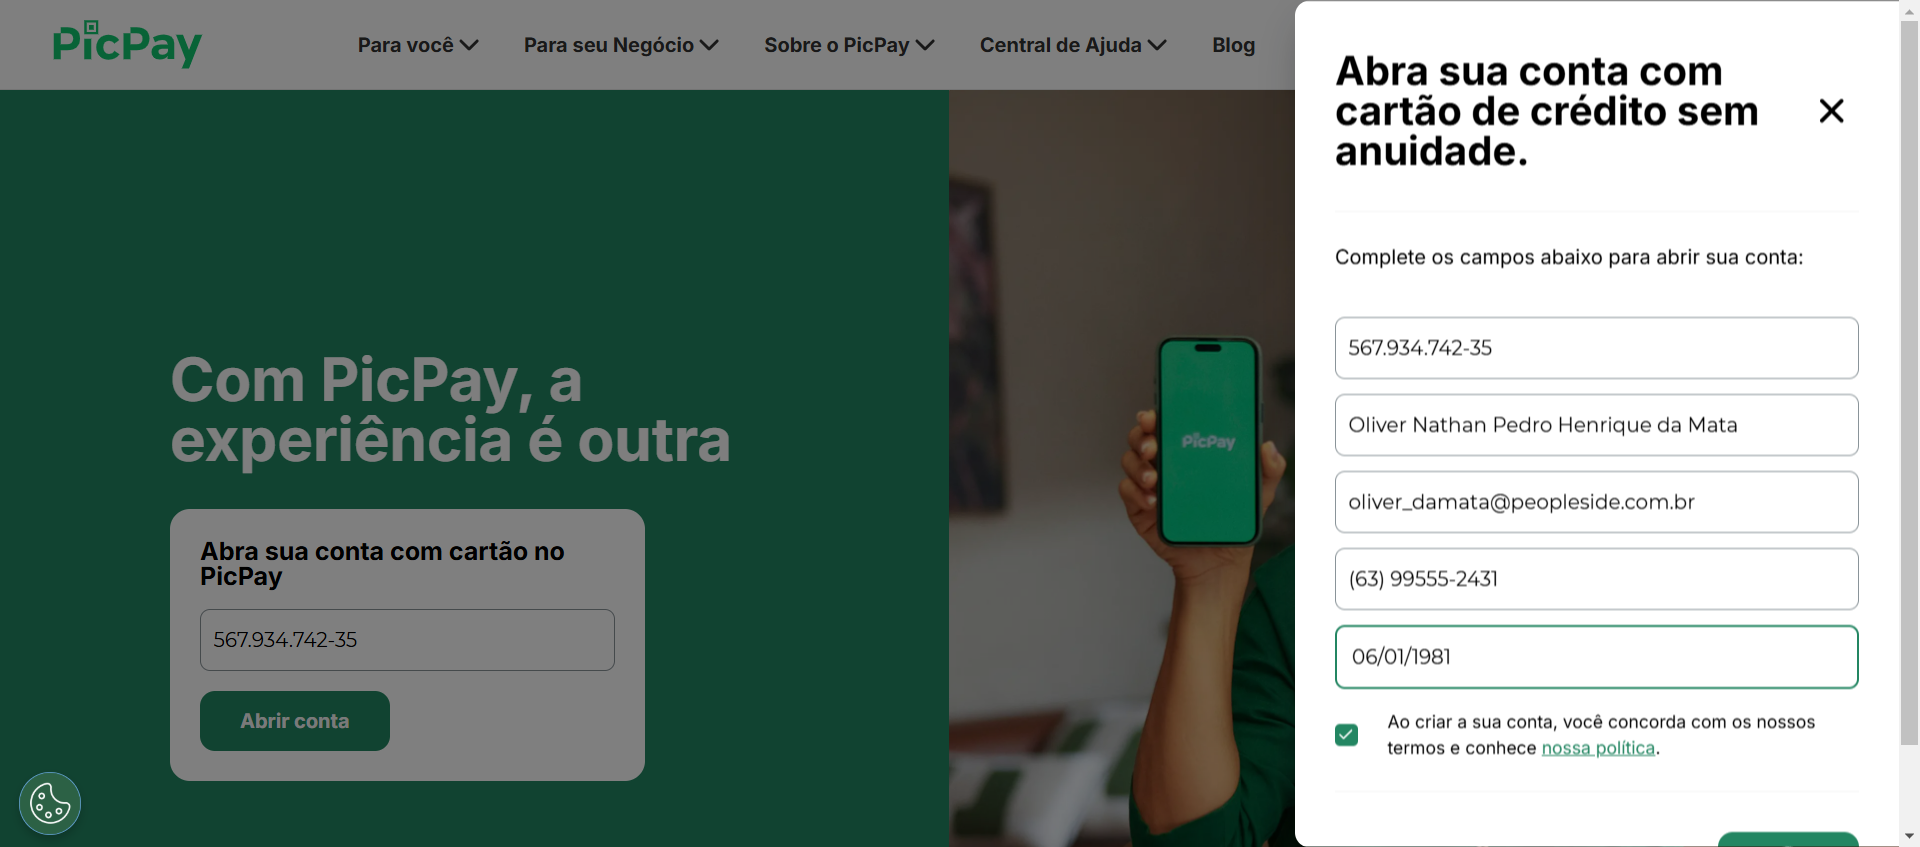 PicPay
Para você
Para seu Negócio
Sobre o PicPay
Central de Ajuda
Blog
Com PicPay, a
experiência é outra
Abra sua conta com cartão no
PicPay
567.934.742-35
Abrir conta
PicPay
Abra sua conta com
cartão de crédito sem
anuidade.
Complete os campos abaixo para abrir sua conta:
567.934.742-35
Oliver Nathan Pedro Henrique da Mata
oliver_damata@peopleside.com.br
(63) 99555-2431
06/01/1981
Ao criar a sua conta, você concorda com os nossos
termos e conhece nossa política.